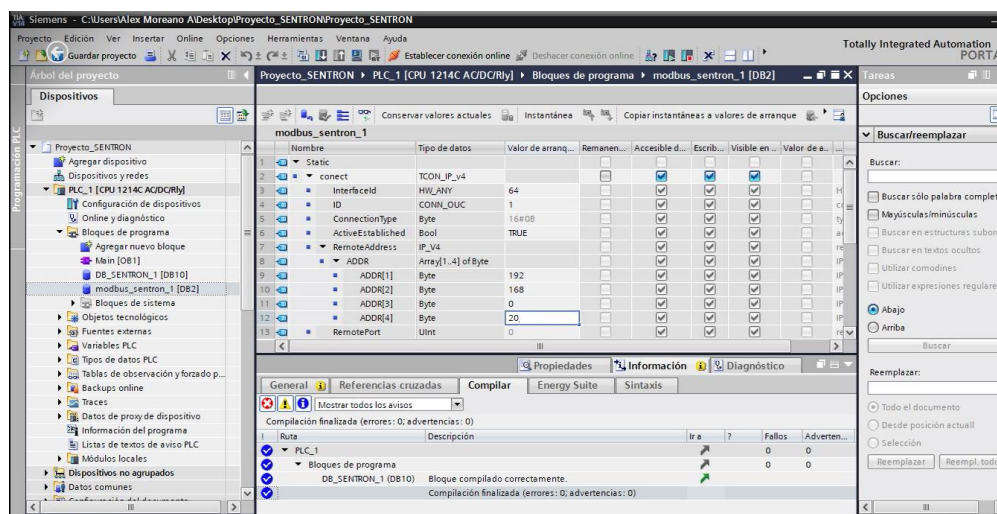 TIA V14 Siemens - C:\Users\Alex Moreano A\Desktop\Proyecto_SENTRON\Proyecto_SENTRON
Proyecto Edición Ver Insertar Online Opciones Herramientas Ventana Ayuda
Totally Integrated Automation
PORTA
Guardar proyecto Establecer conexión online Deshacer conexión online
Árbol del proyecto
Proyecto_SENTRON PLC_1 [CPU 1214C AC/DC/Rly] Bloques de programa modbus_sentron_1 [DB2]
Tareas
Dispositivos
Opciones
Programación PLC
Conservar valores actuales Instantánea Copiar instantáneas a valores de arranque
modbus_sentron_1
Nombre Tipo de datos Valor de arranq... Remanen... Accesible d... Escrib... Visible en ... Valor de a... ...
1 Static
2 conect TCON_IP_v4
3 InterfaceId HW_ANY 64
4 ID CONN_OUC 1
5 ConnectionType Byte 16#0B
6 ActiveEstablished Bool TRUE
7 RemoteAddress IP_V4
8 ADDR Array[1..4] of Byte
9 ADDR[1] Byte 192
10 ADDR[2] Byte 168
11 ADDR[3] Byte 0
12 ADDR[4] Byte 20
13 RemotePort UInt 0
Proyecto_SENTRON
Agregar dispositivo
Dispositivos y redes
PLC_1 [CPU 1214C AC/DC/Rly]
Configuración de dispositivos
Online y diagnóstico
Bloques de programa
Agregar nuevo bloque
Main [OB1]
DB_SENTRON_1 [DB10]
modbus_sentron_1 [DB2]
Bloques de sistema
Objetos tecnológicos
Fuentes externas
Variables PLC
Tipos de datos PLC
Tablas de observación y forzado p...
Backups online
Traces
Datos de proxy de dispositivo
Información del programa
Listas de textos de aviso PLC
Módulos locales
Dispositivos no agrupados
Datos comunes
Propiedades Información Diagnóstico
General Referencias cruzadas Compilar Energy Suite Sintaxis
Mostrar todos los avisos
Compilación finalizada (errores: 0; advertencias: 0)
! Ruta Descripción Ir a ? Fallos Adverten...
PLC_1 0 0
Bloques de programa 0 0
DB_SENTRON_1 (DB10) Bloque compilado correctamente.
Compilación finalizada (errores: 0; advertencias: 0)
Buscar/reemplazar
Buscar:
Buscar sólo palabra complet
Mayúsculas/minúsculas
Buscar en estructuras subor
Buscar en textos ocultos
Utilizar comodines
Utilizar expresiones regulare
Abajo
Arriba
Buscar
Reemplazar:
Todo el documento
Desde posición actuall
Selección
Reemplazar Reempl. todo